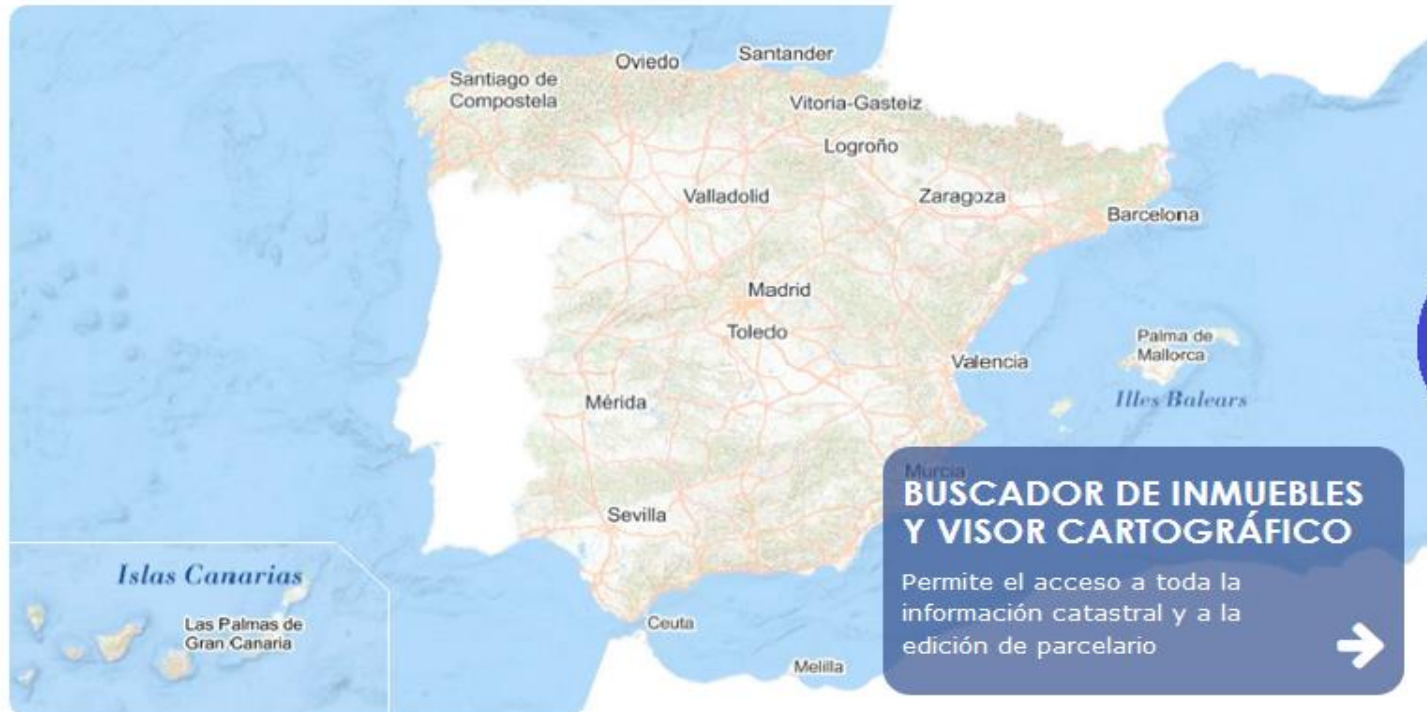 Santander
Oviedo
Santiago de
Compostela
Vitoria-Gasteiz
Logroño
Valladolid
Zaragoza
Barcelona
Madrid
Toledo
Palma de
Mallorca
Valencia
Illes Balears
Mérida
Murcia
BUSCADOR DE INMUEBLES
Y VISOR CARTOGRÁFICO
Permite el acceso a toda la
información catastral y a la
edición de parcelario
Sevilla
Islas Canarias
Las Palmas de
Gran Canaria
Ceuta
Melilla